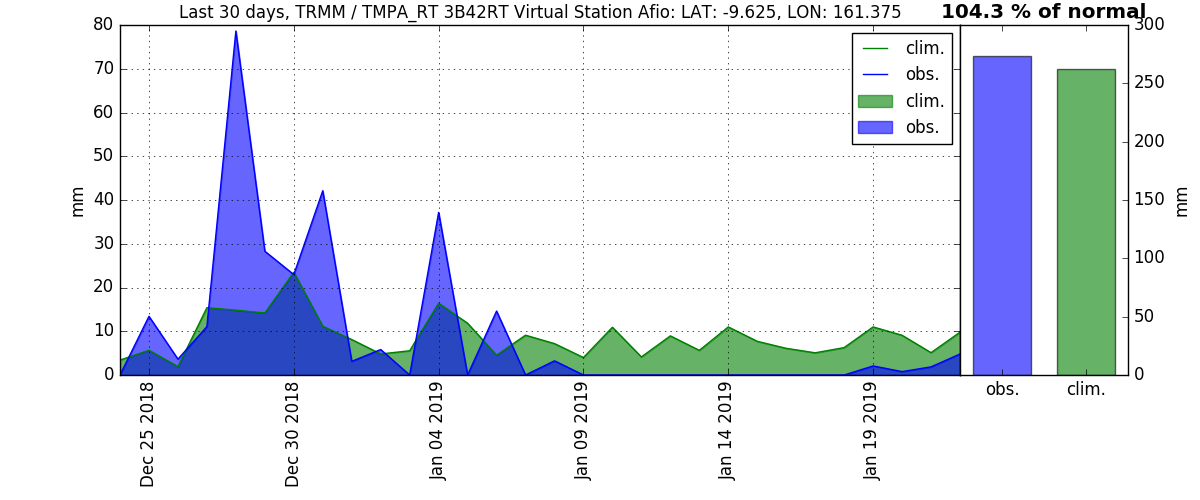 Last 30 days, TRMM / TMPA_RT 3B42RT Virtual Station Afio: LAT: -9.625, LON: 161.375
104.3 % of normal
80
70
60
50
40
30
20
10
0
mm
clim.
obs.
clim.
obs.
300
250
200
150
100
50
0
mm
Dec 25 2018
Dec 30 2018
Jan 04 2019
Jan 09 2019
Jan 14 2019
Jan 19 2019
obs.
clim.